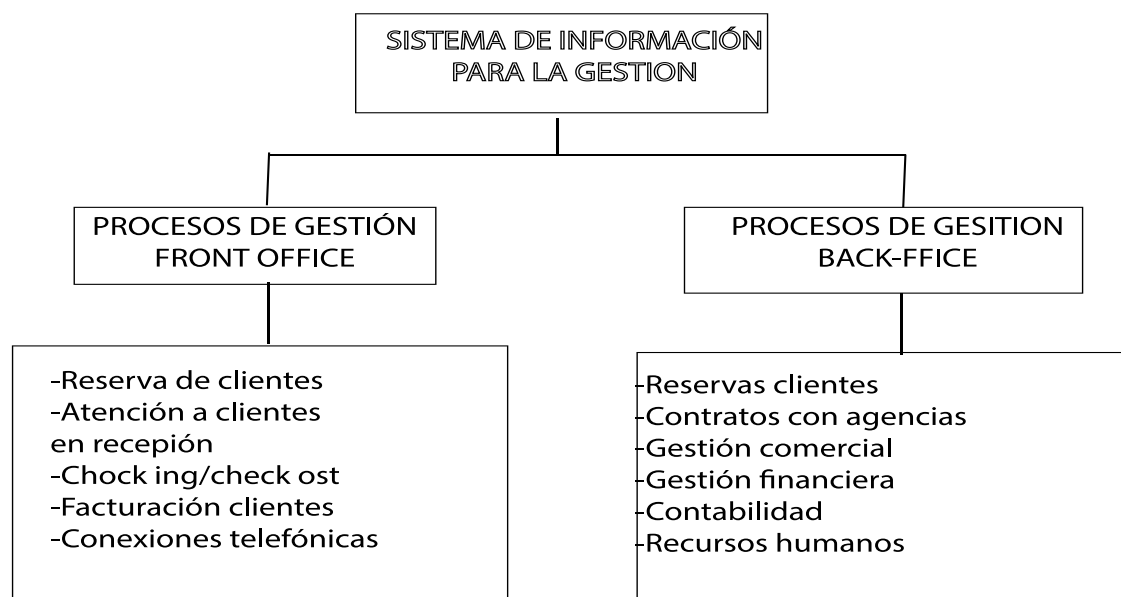 SISTEMA DE INFORMACIÓN
PARA LA GESTION
PROCESOS DE GESTIÓN
FRONT OFFICE
-Reserva de clientes
-Atención a clientes
en recepión
-Chock ing/check ost
-Facturación clientes
-Conexiones telefónicas
PROCESOS DE GESITION
BACK-FFICE
-Reservas clientes
-Contratos con agencias
-Gestión comercial
-Gestión financiera
-Contabilidad
-Recursos humanos